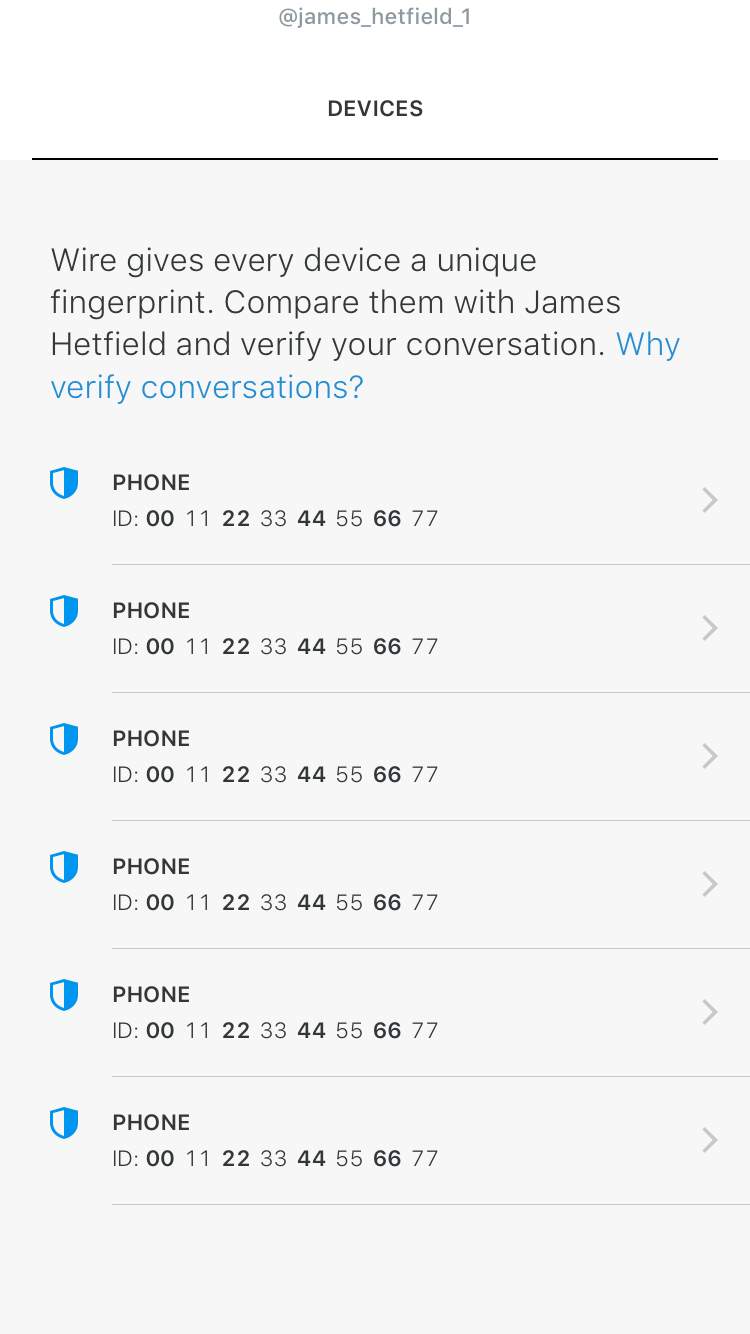 @james_hetfield_1
DEVICES
Wire gives every device a unique
fingerprint. Compare them with James
Hetfield and verify your conversation. Why
verify conversations?
PHONE
ID: 00 11 22 33 44 55 66 77
PHONE
ID: 00 11 22 33 44 55 66 77
PHONE
ID: 00 11 22 33 44 55 66 77
PHONE
ID: 00 11 22 33 44 55 66 77
PHONE
ID: 00 11 22 33 44 55 66 77
PHONE
ID: 00 11 22 33 44 55 66 77